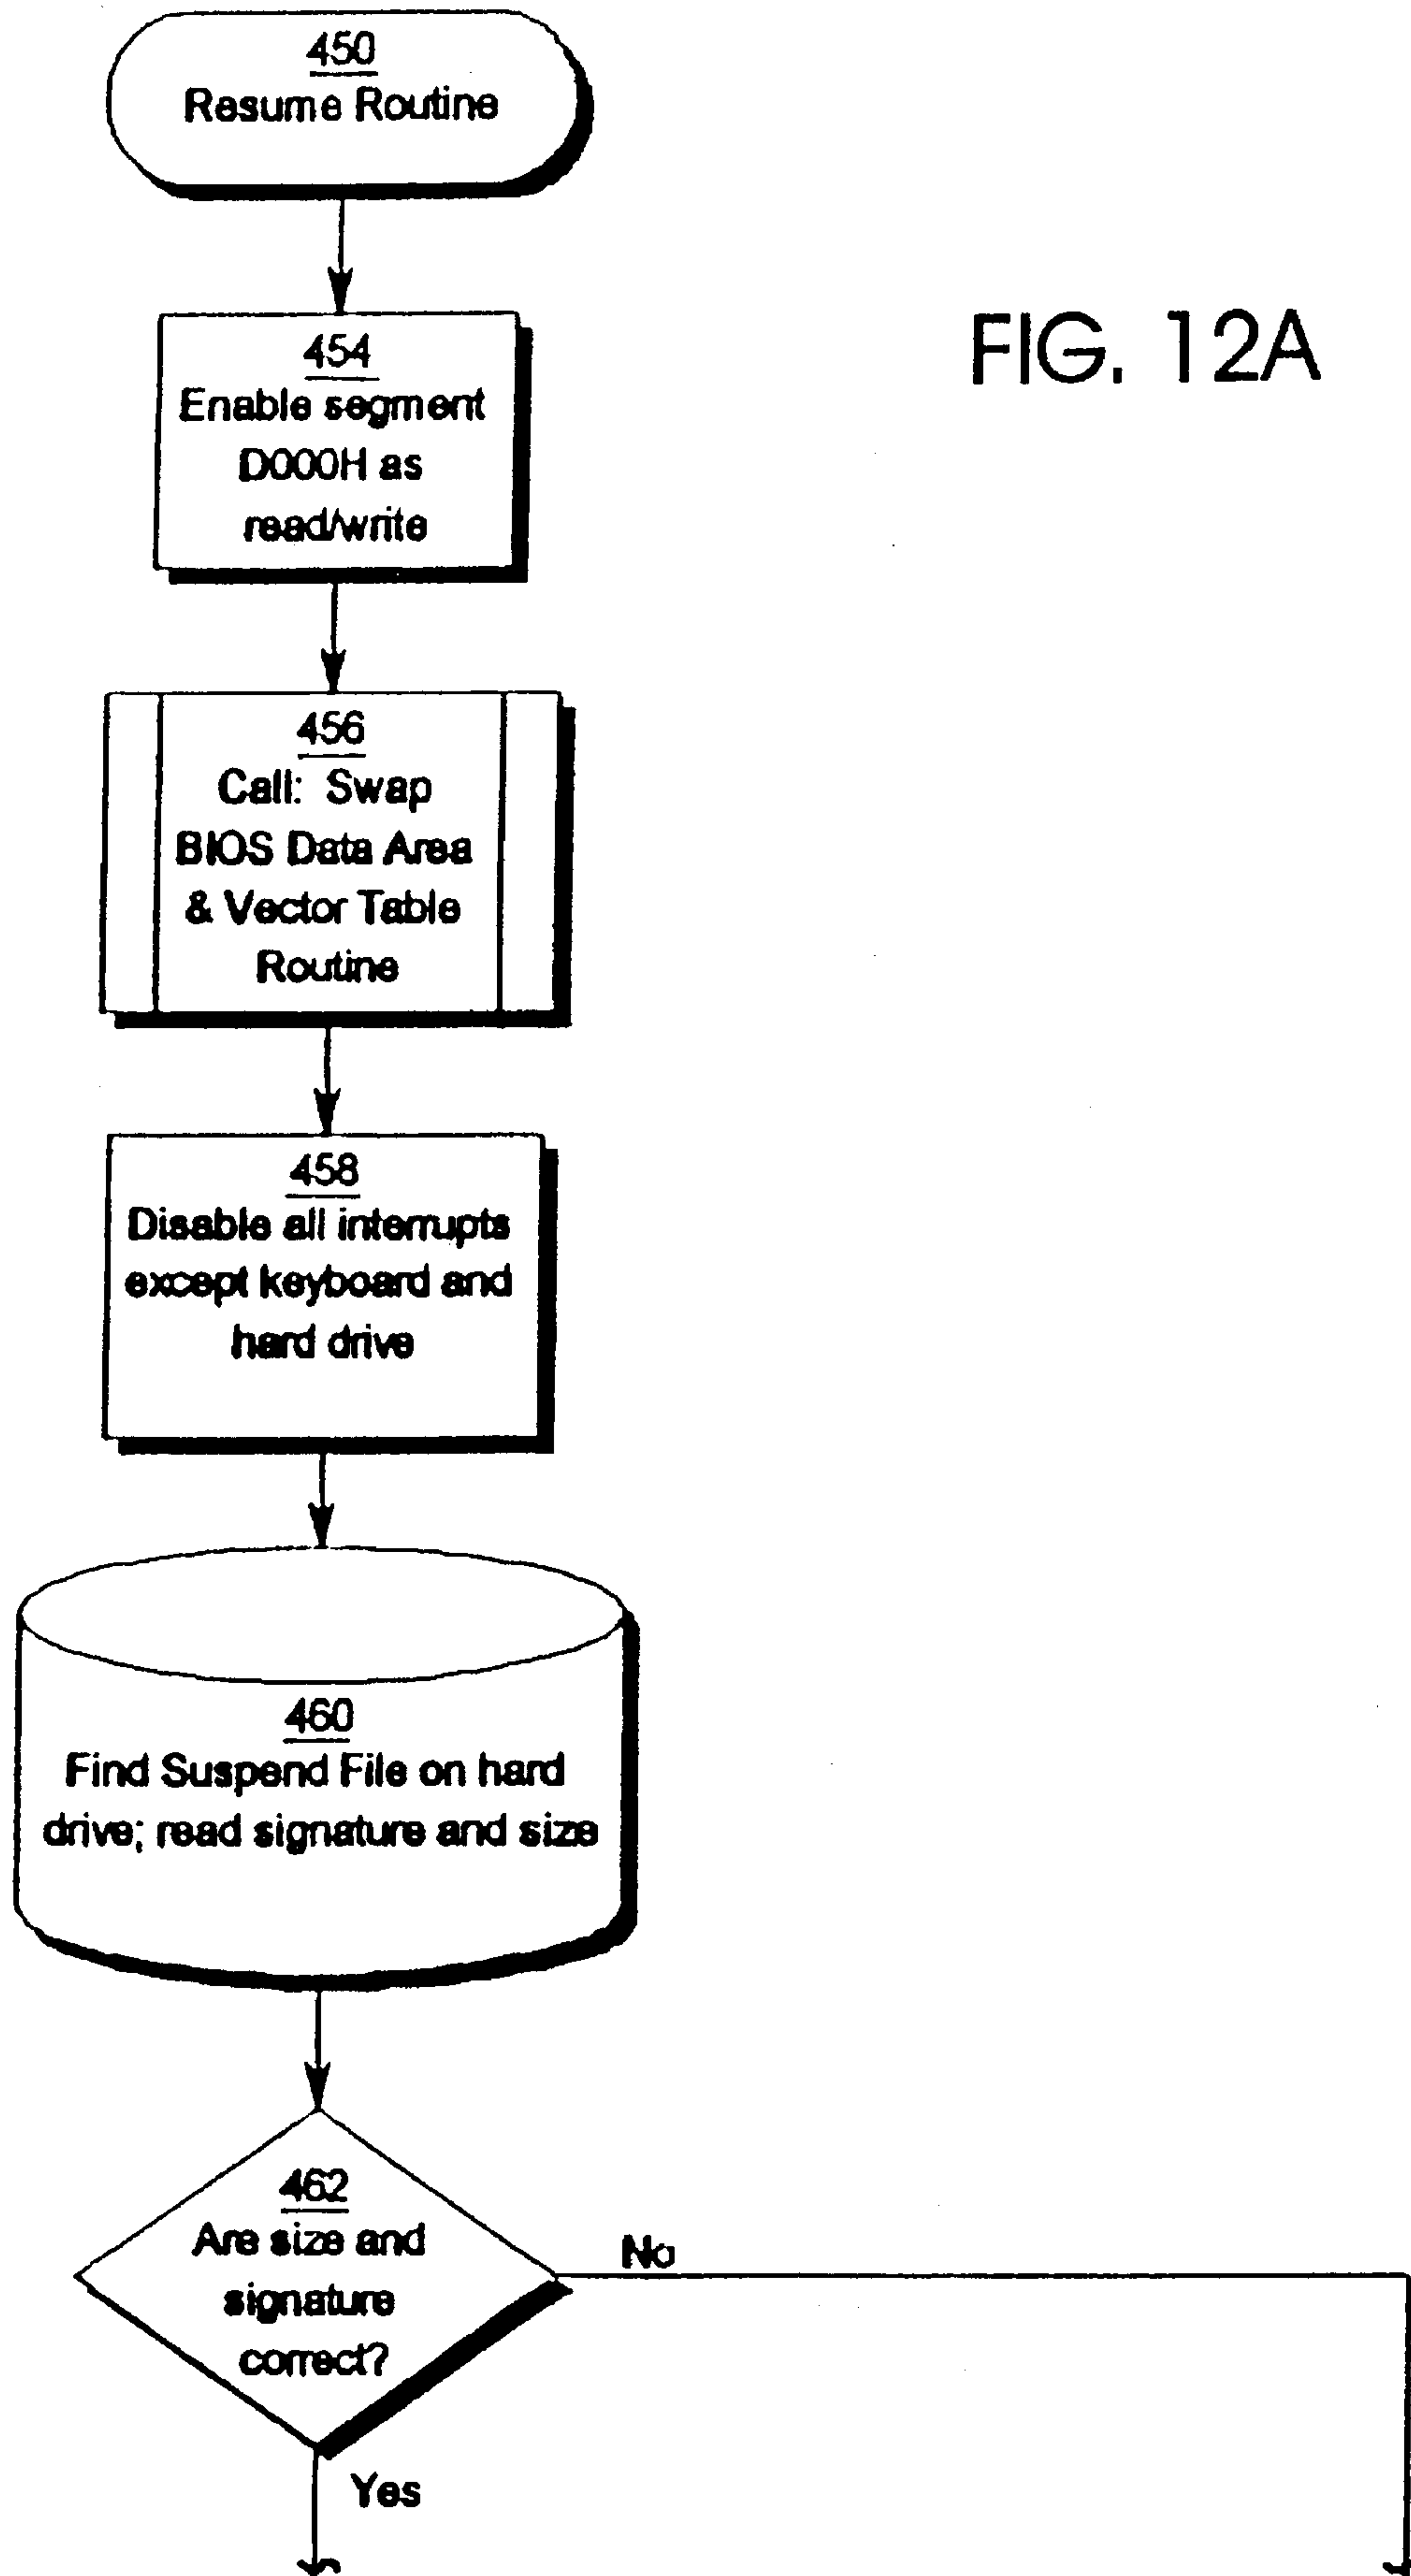 450
Resume Routine
FIG. 12A
454
Enable segment
D000H as
read/write
456
Call: Swap
BIOS Data Area
& Vector Table
Routine
458
Disable all interrupts
except keyboard and
hard drive
460
Find Suspend File on hard
drive; read signature and size
462
Are size and
signature
correct?
No
Yes